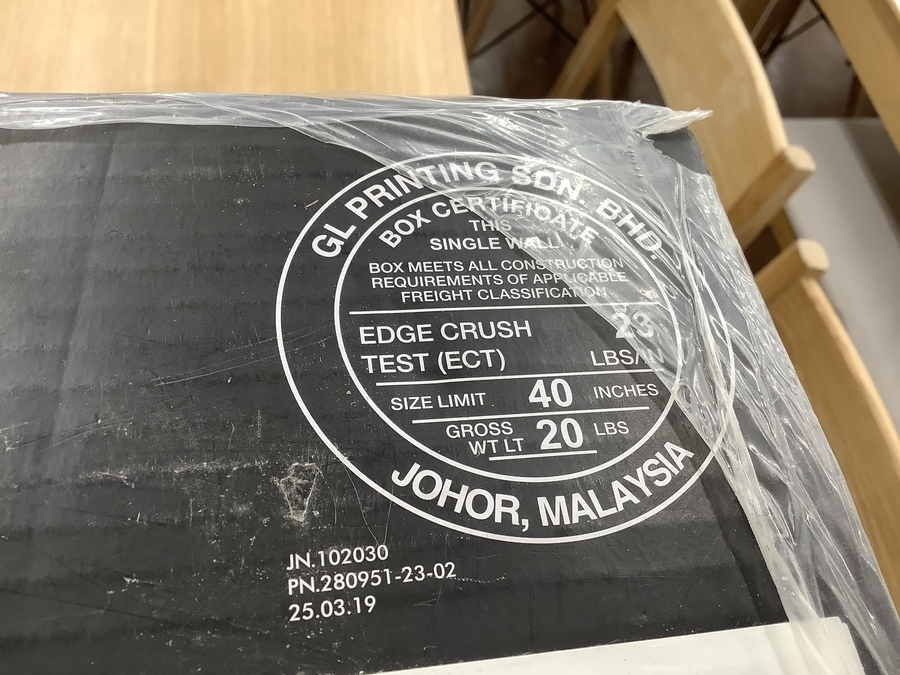 GL PRINTING SDN. BHD.
BOX CERTIFICATE
THIS
SINGLE WALL
BOX MEETS ALL CONSTRUCTION
REQUIREMENTS OF APPLICABLE
FREIGHT CLASSIFICATION
EDGE CRUSH 23
TEST (ECT) LBS/IN
SIZE LIMIT 40 INCHES
GROSS
WT LT 20 LBS
JOHOR, MALAYSIA
JN.102030
PN.280951-23-02
25.03.19